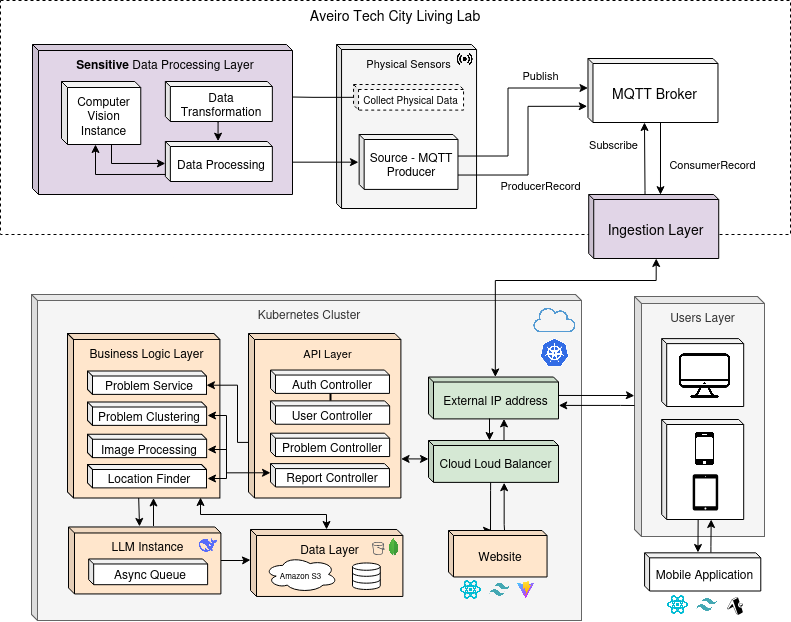 Aveiro Tech City Living Lab
Sensitive Data Processing Layer
Computer
Vision
Instance
Data
Transformation
Data Processing
Physical Sensors
Collect Physical Data
Source - MQTT
Producer
Publish
ProducerRecord
MQTT Broker
Subscribe
ConsumerRecord
Ingestion Layer
Kubernetes Cluster
Business Logic Layer
Problem Service
Problem Clustering
Image Processing
Location Finder
API Layer
Auth Controller
User Controller
Problem Controller
Report Controller
External IP address
Cloud Loud Balancer
LLM Instance
Async Queue
Data Layer
Amazon S3
Website
Users Layer
Mobile Application